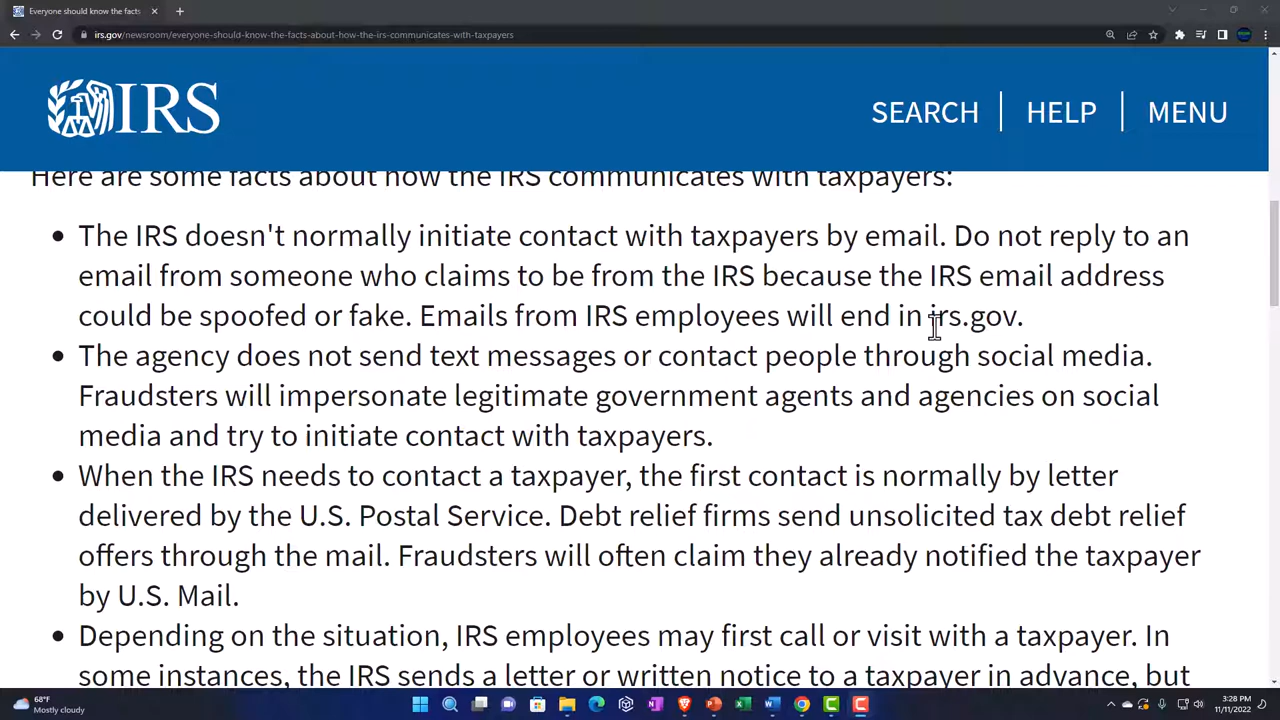 Everyone should know the facts
irs.gov/newsroom/everyone-should-know-the-facts-about-how-the-irs-communicates-with-taxpayers
IRS
SEARCH | HELP | MENU
Here are some facts about how the IRS communicates with taxpayers:
• The IRS doesn't normally initiate contact with taxpayers by email. Do not reply to an
email from someone who claims to be from the IRS because the IRS email address
could be spoofed or fake. Emails from IRS employees will end in irs.gov.
• The agency does not send text messages or contact people through social media.
Fraudsters will impersonate legitimate government agents and agencies on social
media and try to initiate contact with taxpayers.
• When the IRS needs to contact a taxpayer, the first contact is normally by letter
delivered by the U.S. Postal Service. Debt relief firms send unsolicited tax debt relief
offers through the mail. Fraudsters will often claim they already notified the taxpayer
by U.S. Mail.
• Depending on the situation, IRS employees may first call or visit with a taxpayer. In
some instances, the IRS sends a letter or written notice to a taxpayer in advance, but
68°F
Mostly cloudy
3:28 PM
11/11/2022